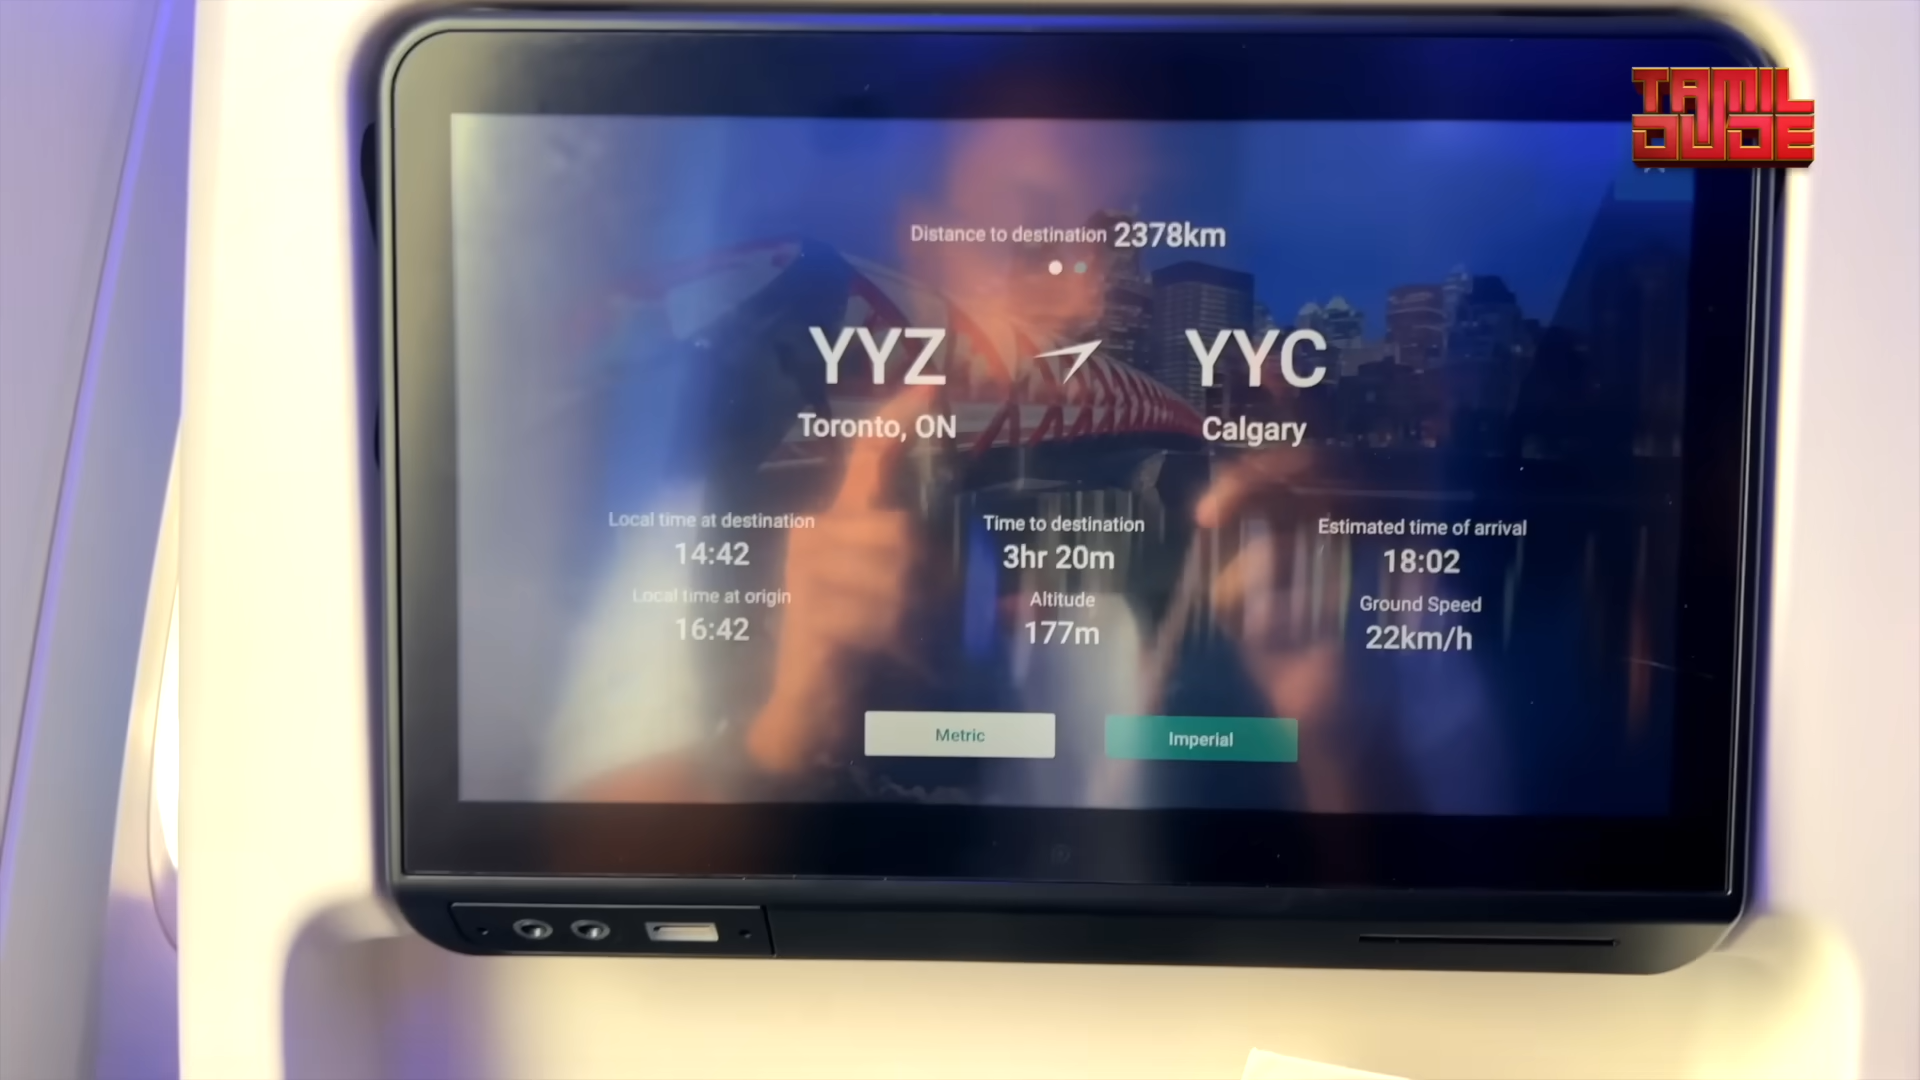 TAMIL
DUDE
Distance to destination 2378km
YYZ
YYC
Toronto, ON
Calgary
Local time at destination
14:42
Time to destination
3hr 20m
Estimated time of arrival
18:02
Local time at origin
16:42
Altitude
177m
Ground Speed
22km/h
Metric
Imperial